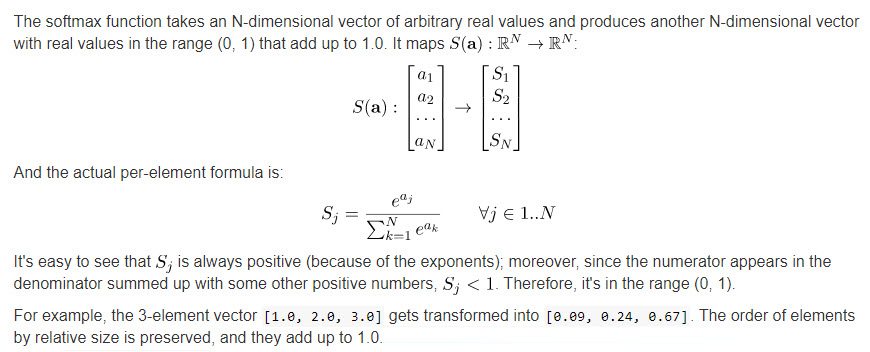 The softmax function takes an N-dimensional vector of arbitrary real values and produces another N-dimensional vector
with real values in the range (0, 1) that add up to 1.0. It maps S(𝐚) : ℝᴺ → ℝᴺ:
S(𝐚) : [a₁ a₂ ⋯ a_N] → [S₁ S₂ ⋯ S_N]
And the actual per-element formula is:
S_j = e^{a_j} / ∑_{k=1}^{N} e^{a_k} ∀j ∈ 1..N
It's easy to see that S_j is always positive (because of the exponents); moreover, since the numerator appears in the
denominator summed up with some other positive numbers, S_j < 1. Therefore, it's in the range (0, 1).
For example, the 3-element vector [1.0, 2.0, 3.0] gets transformed into [0.09, 0.24, 0.67]. The order of elements
by relative size is preserved, and they add up to 1.0.